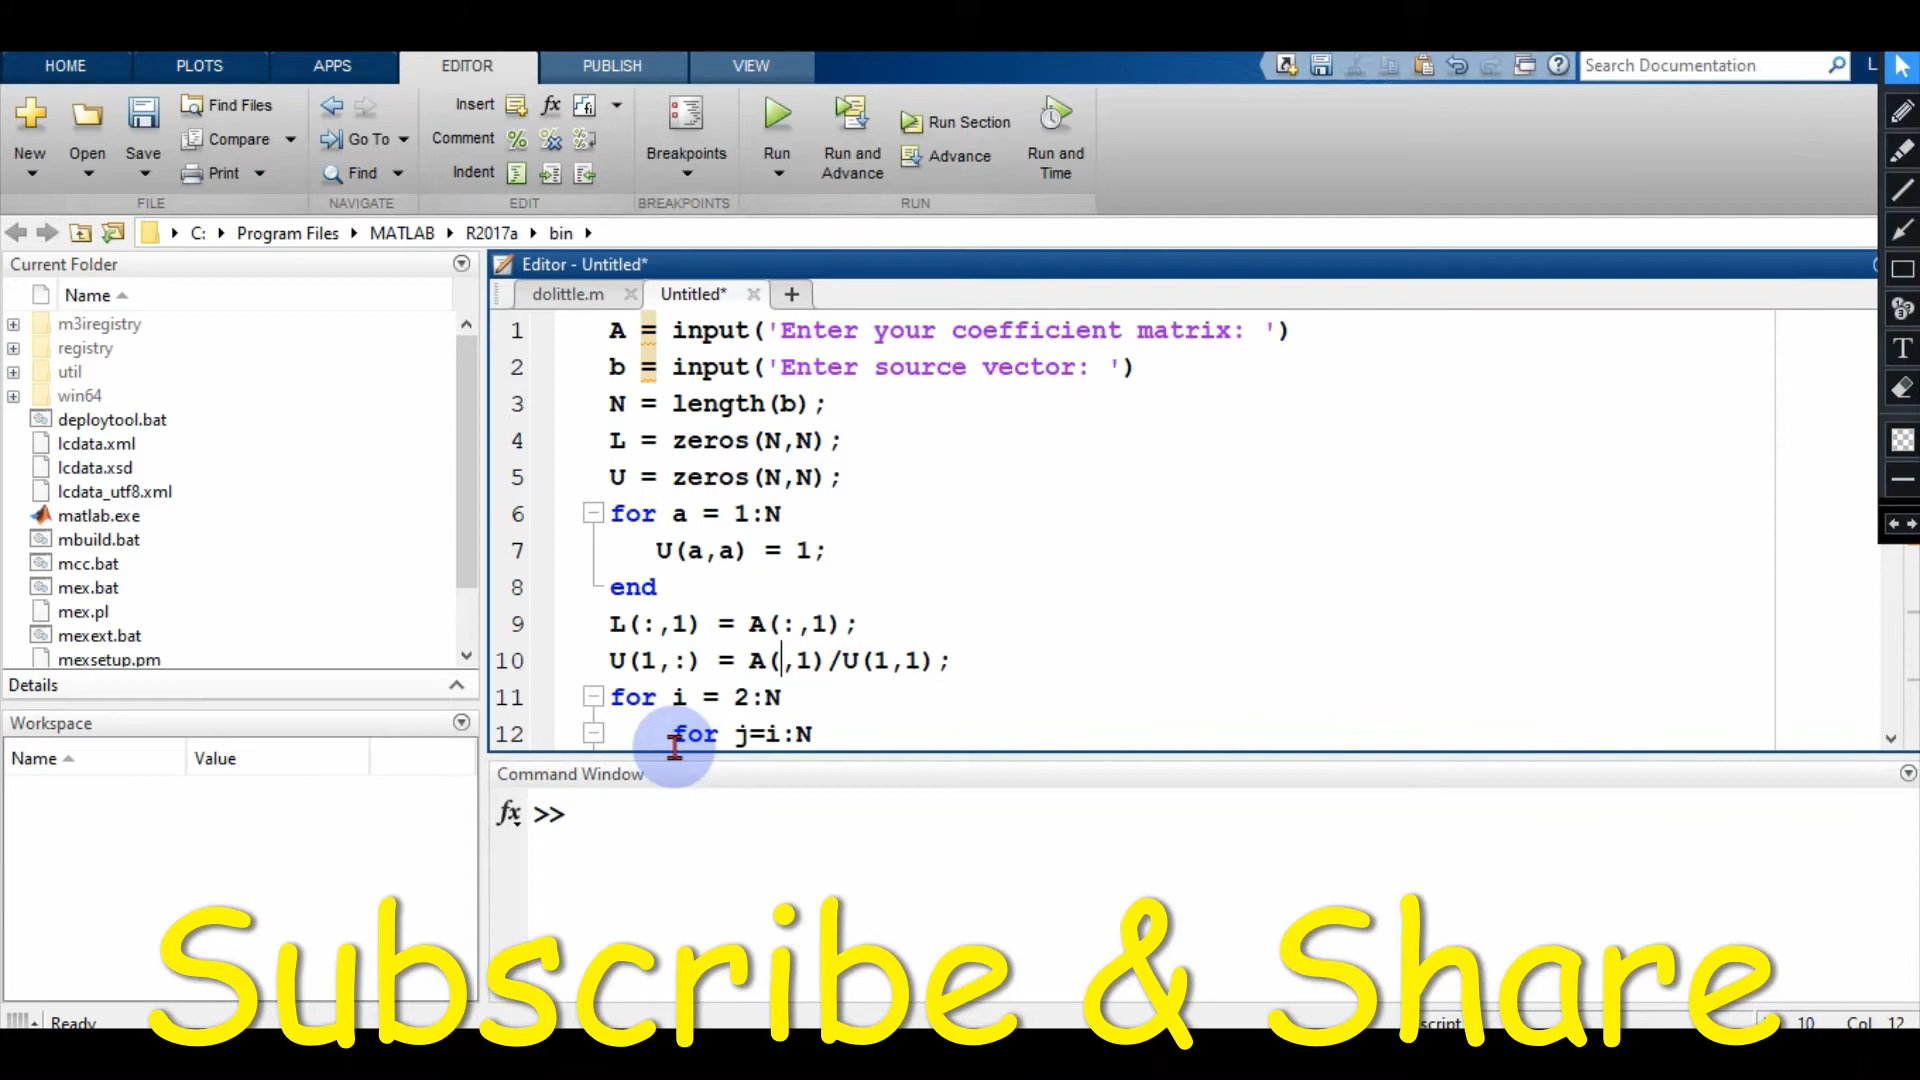 HOME PLOTS APPS EDITOR PUBLISH VIEW
Search Documentation
New Open Save
Find Files
Compare
Print
FILE
Go To
Find
NAVIGATE
Insert fx
Comment
Indent
EDIT
Breakpoints
BREAKPOINTS
Run
Run and Advance
Run Section
Advance
Run and Time
RUN
C: Program Files MATLAB R2017a bin
Current Folder
Name
m3iregistry
registry
util
win64
deploytool.bat
lcdata.xml
lcdata.xsd
lcdata_utf8.xml
matlab.exe
mbuild.bat
mcc.bat
mex.bat
mex.pl
mexext.bat
mexsetup.pm
Details
Workspace
Name Value
Editor - Untitled*
dolittle.m Untitled* +
1 A = input('Enter your coefficient matrix: ')
2 b = input('Enter source vector: ')
3 N = length(b);
4 L = zeros(N,N);
5 U = zeros(N,N);
6 for a = 1:N
7 U(a,a) = 1;
8 end
9 L(:,1) = A(:,1);
10 U(1,:) = A(,1)/U(1,1);
11 for i = 2:N
12 for j=i:N
Command Window
fx >>
Subscribe & Share
Ready
script
10 Col 12